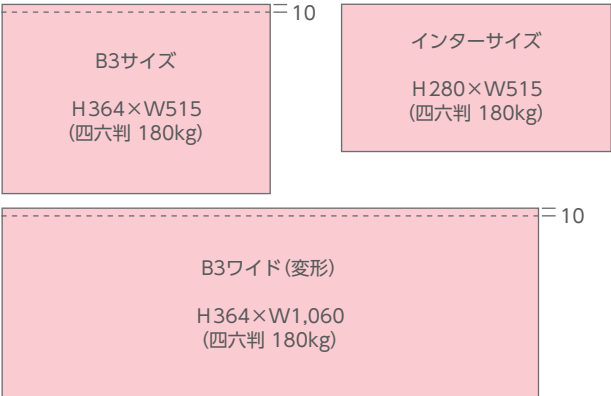 10
B3サイズ
H364×W515
(四六判 180kg)
インターサイズ
H280×W515
(四六判 180kg)
10
B3ワイド(変形)
H364×W1,060
(四六判 180kg)